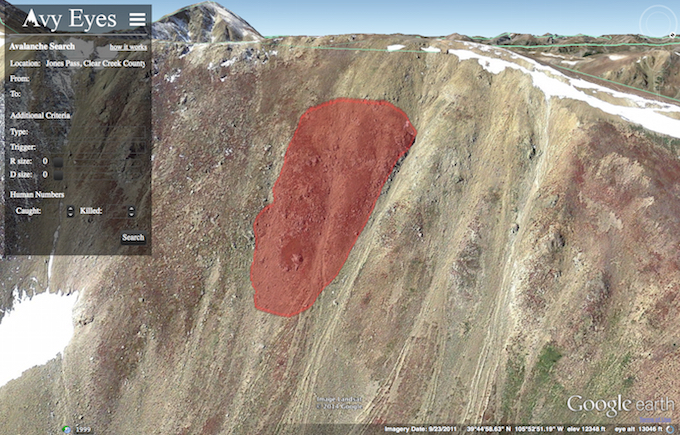 Avy Eyes
Avalanche Search how it works
Location: Jones Pass, Clear Creek County
From:
To:
Additional Criteria
Type:
Trigger:
R size: 0
D size: 0
Human Numbers
Caught: Killed:
Search
Image Landsat
© 2014 Google
Google earth
1999
Imagery Date: 9/23/2011 39°44'58.63" N 105°52'51.19" W elev 12348 ft eye alt 13046 ft